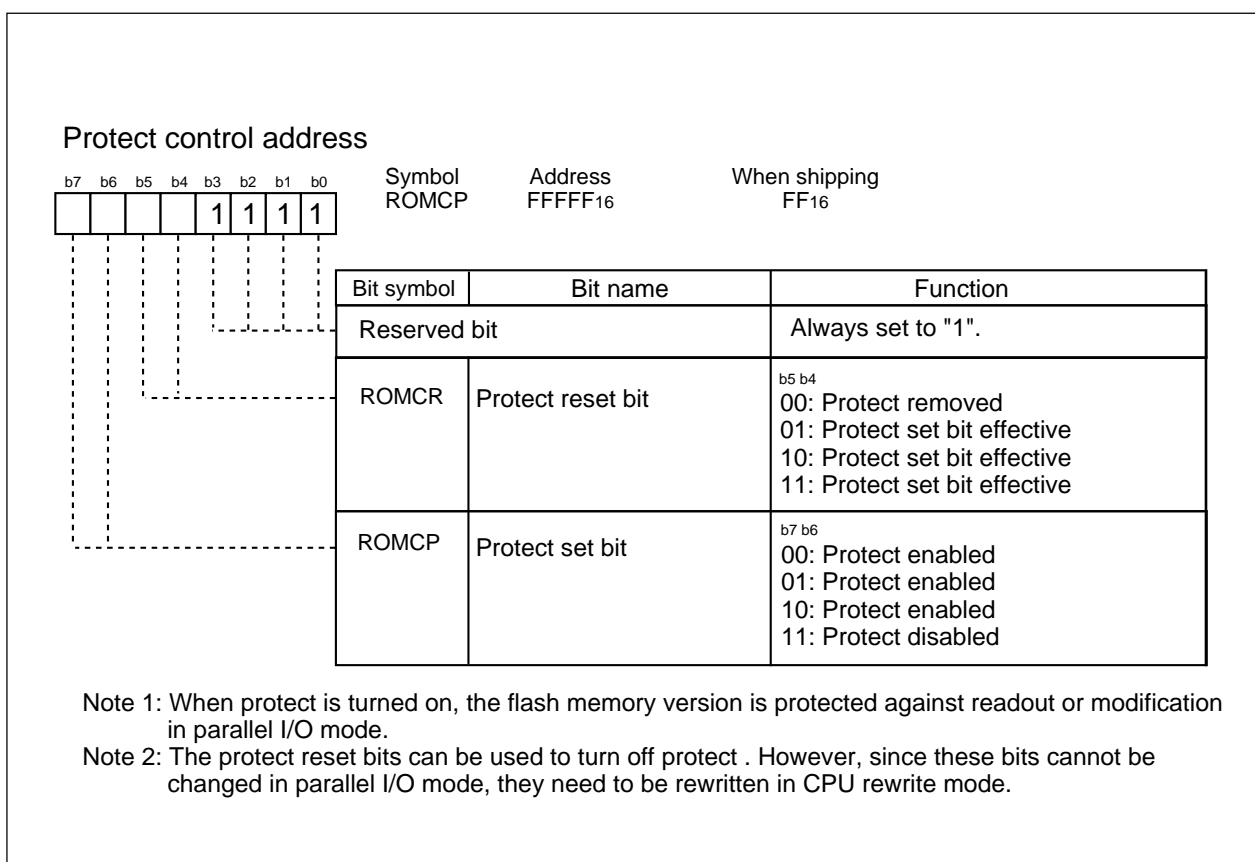 Protect control address
b7 b6 b5 b4 b3 b2 b1 b0
1 1 1 1
Symbol Address When shipping
ROMCP FFFFF16 FF16
Bit symbol Bit name Function
Reserved bit Always set to "1".
ROMCR Protect reset bit
b5 b4
00: Protect removed
01: Protect set bit effective
10: Protect set bit effective
11: Protect set bit effective
ROMCP Protect set bit
b7 b6
00: Protect enabled
01: Protect enabled
10: Protect enabled
11: Protect disabled
Note 1: When protect is turned on, the flash memory version is protected against readout or modification
in parallel I/O mode.
Note 2: The protect reset bits can be used to turn off protect . However, since these bits cannot be
changed in parallel I/O mode, they need to be rewritten in CPU rewrite mode.